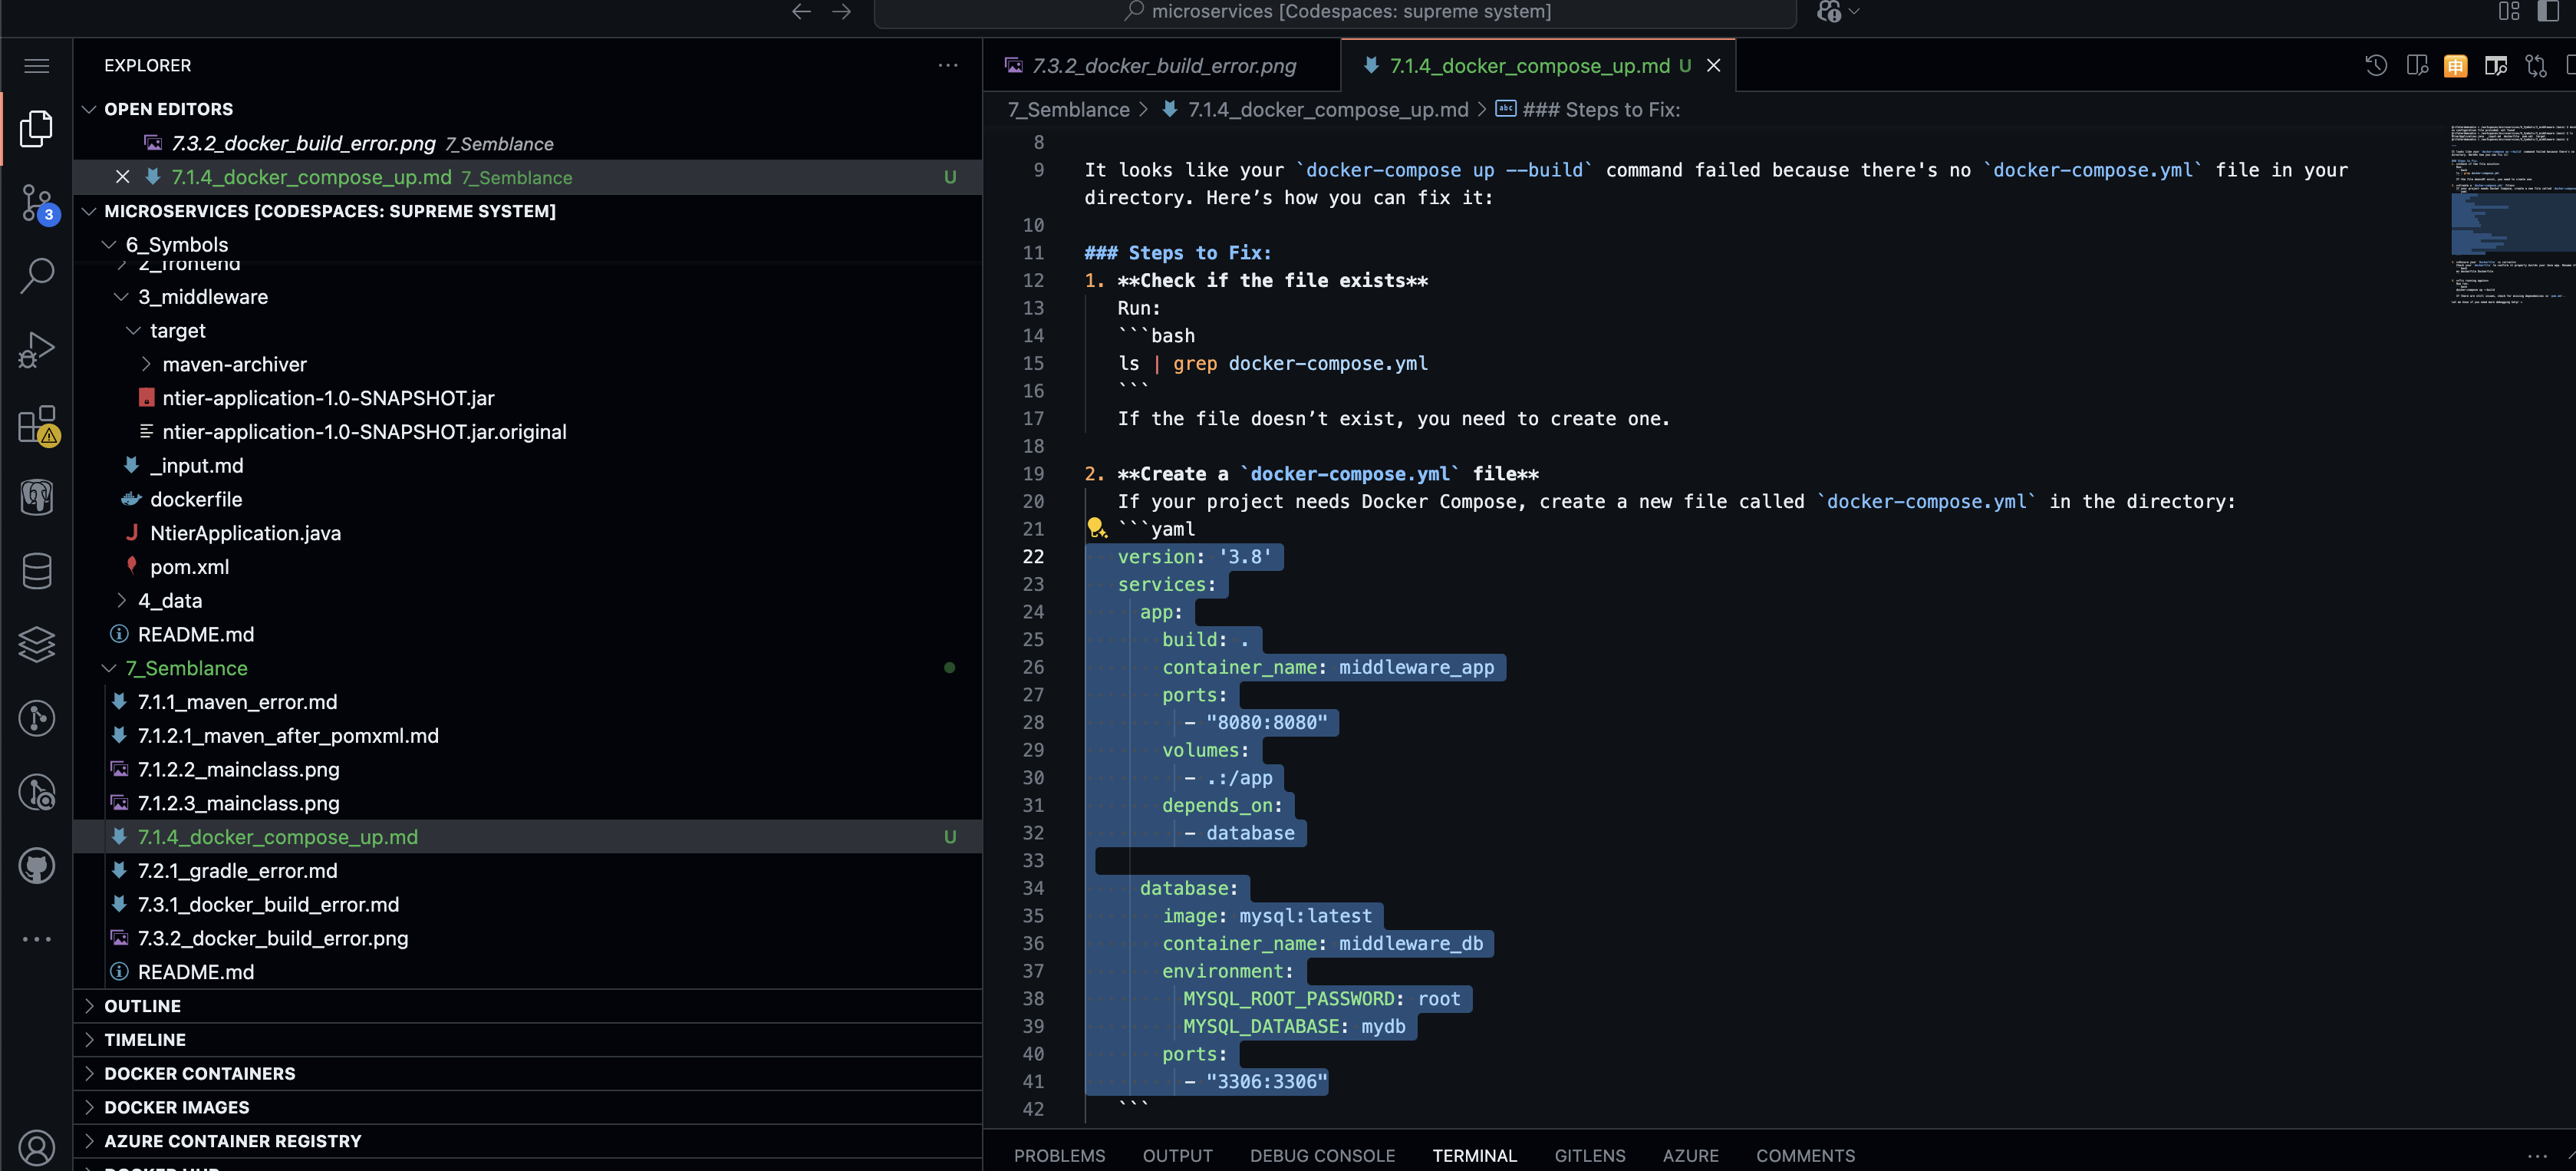 microservices [Codespaces: supreme system]
EXPLORER
OPEN EDITORS
7.3.2_docker_build_error.png 7_Semblance
7.1.4_docker_compose_up.md 7_Semblance U
MICROSERVICES [CODESPACES: SUPREME SYSTEM]
6_Symbols
2_frontend
3_middleware
target
maven-archiver
ntier-application-1.0-SNAPSHOT.jar
ntier-application-1.0-SNAPSHOT.jar.original
_input.md
dockerfile
NtierApplication.java
pom.xml
4_data
README.md
7_Semblance
7.1.1_maven_error.md
7.1.2.1_maven_after_pomxml.md
7.1.2.2_mainclass.png
7.1.2.3_mainclass.png
7.1.4_docker_compose_up.md U
7.2.1_gradle_error.md
7.3.1_docker_build_error.md
7.3.2_docker_build_error.png
README.md
OUTLINE
TIMELINE
DOCKER CONTAINERS
DOCKER IMAGES
AZURE CONTAINER REGISTRY
DOCKER HUB
3
7.3.2_docker_build_error.png
7.1.4_docker_compose_up.md U
申
7_Semblance > 7.1.4_docker_compose_up.md > abc ### Steps to Fix:
8
9 It looks like your `docker-compose up --build` command failed because there's no `docker-compose.yml` file in your
directory. Here’s how you can fix it:
10
11 ### Steps to Fix:
12 1. **Check if the file exists**
13 Run:
14 ```bash
15 ls | grep docker-compose.yml
16 ```
17 If the file doesn’t exist, you need to create one.
18
19 2. **Create a `docker-compose.yml` file**
20 If your project needs Docker Compose, create a new file called `docker-compose.yml` in the directory:
21 ```yaml
22 version: '3.8'
23 services:
24 app:
25 build: .
26 container_name: middleware_app
27 ports:
28 - "8080:8080"
29 volumes:
30 - .:/app
31 depends_on:
32 - database
33
34 database:
35 image: mysql:latest
36 container_name: middleware_db
37 environment:
38 MYSQL_ROOT_PASSWORD: root
39 MYSQL_DATABASE: mydb
40 ports:
41 - "3306:3306"
42 ```
PROBLEMS OUTPUT DEBUG CONSOLE TERMINAL GITLENS AZURE COMMENTS